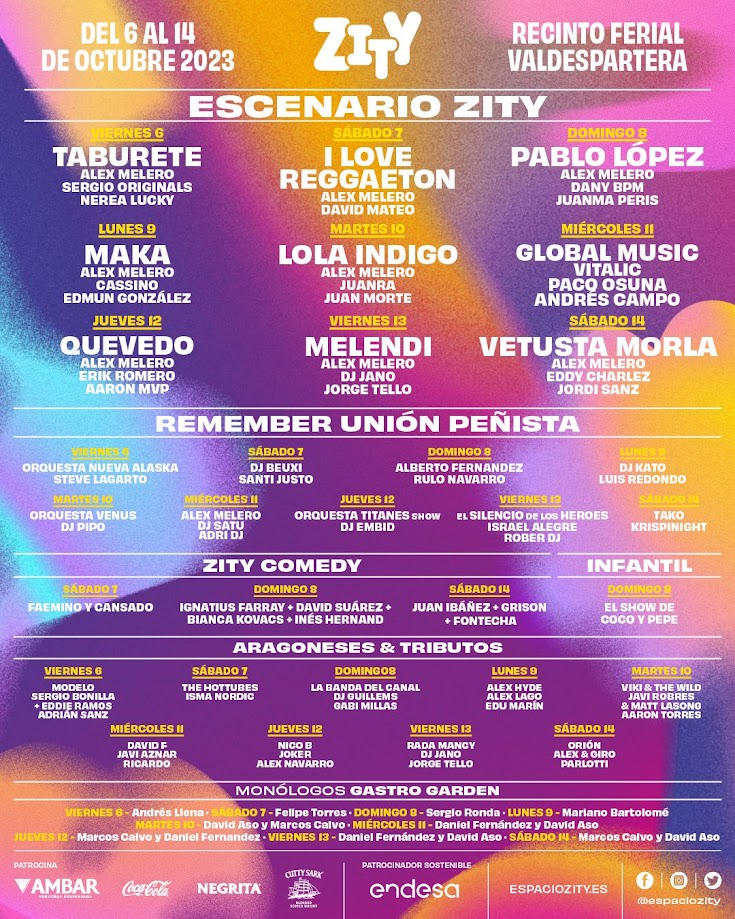 DEL 6 AL 14
DE OCTUBRE 2023
ZITY
RECINTO FERIAL
VALDESPARTERA
ESCENARIO ZITY
VIERNES 6
TABURETE
ALEX MELERO
SERGIO ORIGINALS
NEREA LUCKY
SÁBADO 7
I LOVE
REGGAETON
ALEX MELERO
DAVID MATEO
DOMINGO 8
PABLO LÓPEZ
ALEX MELERO
DANY BPM
JUANMA PERIS
LUNES 9
MAKA
ALEX MELERO
CASSINO
EDMUN GONZÁLEZ
MARTES 10
LOLA INDIGO
ALEX MELERO
JUANRA
JUAN MORTE
MIÉRCOLES 11
GLOBAL MUSIC
VITALIC
PACO OSUNA
ANDRÉS CAMPO
JUEVES 12
QUEVEDO
ALEX MELERO
ERIK ROMERO
AARON MVP
VIERNES 13
MELENDI
ALEX MELERO
DJ JANO
JORGE TELLO
SÁBADO 14
VETUSTA MORLA
ALEX MELERO
EDDY CHARLEZ
JORDI SANZ
REMEMBER UNIÓN PEÑISTA
VIERNES 6
ORQUESTA NUEVA ALASKA
STEVE LAGARTO
SÁBADO 7
DJ BEUXI
SANTI JUSTO
DOMINGO 8
ALBERTO FERNANDEZ
RULO NAVARRO
LUNES 9
DJ KATO
LUIS REDONDO
MARTES 10
ORQUESTA VENUS
DJ PIPO
MIÉRCOLES 11
ALEX MELERO
DJ SATU
ADRI DJ
JUEVES 12
ORQUESTA TITANES SHOW
DJ EMBID
VIERNES 13
EL SILENCIO DE LOS HEROES
ISRAEL ALEGRE
ROBER DJ
SÁBADO 14
TAKO
KRISPINIGHT
ZITY COMEDY
SÁBADO 7
FAEMINO Y CANSADO
DOMINGO 8
IGNATIUS FARRAY + DAVID SUÁREZ +
BIANCA KOVACS + INÉS HERNAND
SÁBADO 14
JUAN IBÁÑEZ + GRISON
+ FONTECHA
INFANTIL
DOMINGO 8
EL SHOW DE
COCO Y PEPE
ARAGONESES & TRIBUTOS
VIERNES 6
MODELO
SERGIO BONILLA
+ EDDIE RAMOS
ADRIÁN SANZ
SÁBADO 7
THE HOTTUBES
ISMA NORDIC
DOMINGO8
LA BANDA DEL CANAL
DJ GUILLEMS
GABI MILLAS
LUNES 9
ALEX HYDE
ALEX LAGO
EDU MARÍN
MARTES 10
VIKI & THE WILD
JAVI ROBRES
& MATT LASONG
AARON TORRES
MIÉRCOLES 11
DAVID F
JAVI AZNAR
RICARDO
JUEVES 12
NICO B
JOKER
ALEX NAVARRO
VIERNES 13
RADA MANCY
DJ JANO
JORGE TELLO
SÁBADO 14
ORIÓN
ALEX & GIRO
PARLOTTI
MONÓLOGOS GASTRO GARDEN
VIERNES 6 - Andrés Llena · SÁBADO 7 - Felipe Torres · DOMINGO 8 - Sergio Ronda · LUNES 9 - Mariano Bartolomé
MARTES 10 - David Aso y Marcos Calvo · MIÉRCOLES 11 - Daniel Fernández y David Aso
JUEVES 12 - Marcos Calvo y Daniel Fernandez · VIERNES 13 - Daniel Fernández y David Aso · SÁBADO 14 - Marcos Calvo y David Aso
PATROCINA
AMBAR
Coca-Cola
NEGRITA
CUTTY SARK
BLENDED
SCOTCH WHISKY
PATROCINADOR SOSTENIBLE
endesa
ESPACIOZITY.ES
@espaciozity